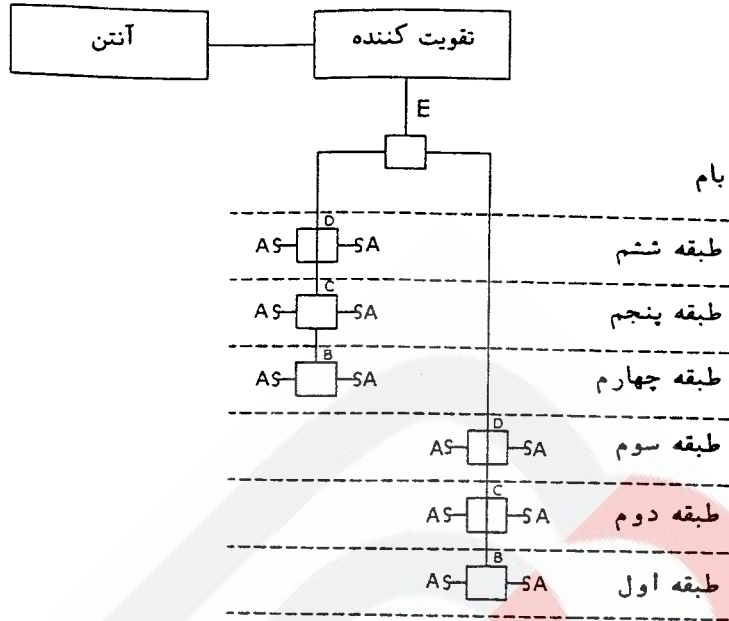 آنتن
تقویت کننده
E
بام
D
AS SA
طبقه ششم
C
AS SA
طبقه پنجم
B
AS SA
طبقه چهارم
D
AS SA
طبقه سوم
C
AS SA
طبقه دوم
B
AS SA
طبقه اول